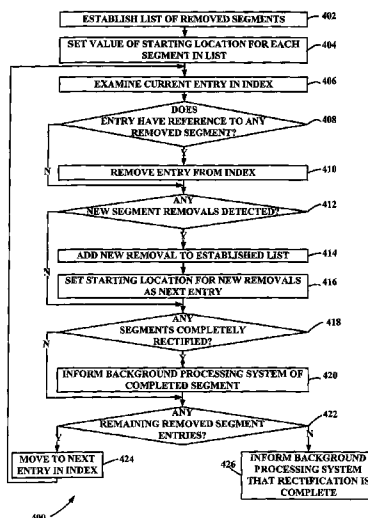 ESTABLISH LIST OF REMOVED SEGMENTS
402
SET VALUE OF STARTING LOCATION FOR EACH
SEGMENT IN LIST
404
EXAMINE CURRENT ENTRY IN INDEX
406
DOES
ENTRY HAVE REFERENCE TO ANY
REMOVED SEGMENT?
408
Y
N
REMOVE ENTRY FROM INDEX
410
ANY
NEW SEGMENT REMOVALS DETECTED?
412
Y
N
ADD NEW REMOVAL TO ESTABLISHED LIST
414
SET STARTING LOCATION FOR NEW REMOVALS
AS NEXT ENTRY
416
ANY
SEGMENTS COMPLETELY
RECTIFIED?
418
Y
N
INFORM BACKGROUND PROCESSING SYSTEM OF
COMPLETED SEGMENT
420
ANY
REMAINING REMOVED SEGMENT
ENTRIES?
422
Y
N
MOVE TO NEXT
ENTRY IN INDEX
424
INFORM BACKGROUND
PROCESSING SYSTEM
THAT RECTIFICATION IS
COMPLETE
426
400